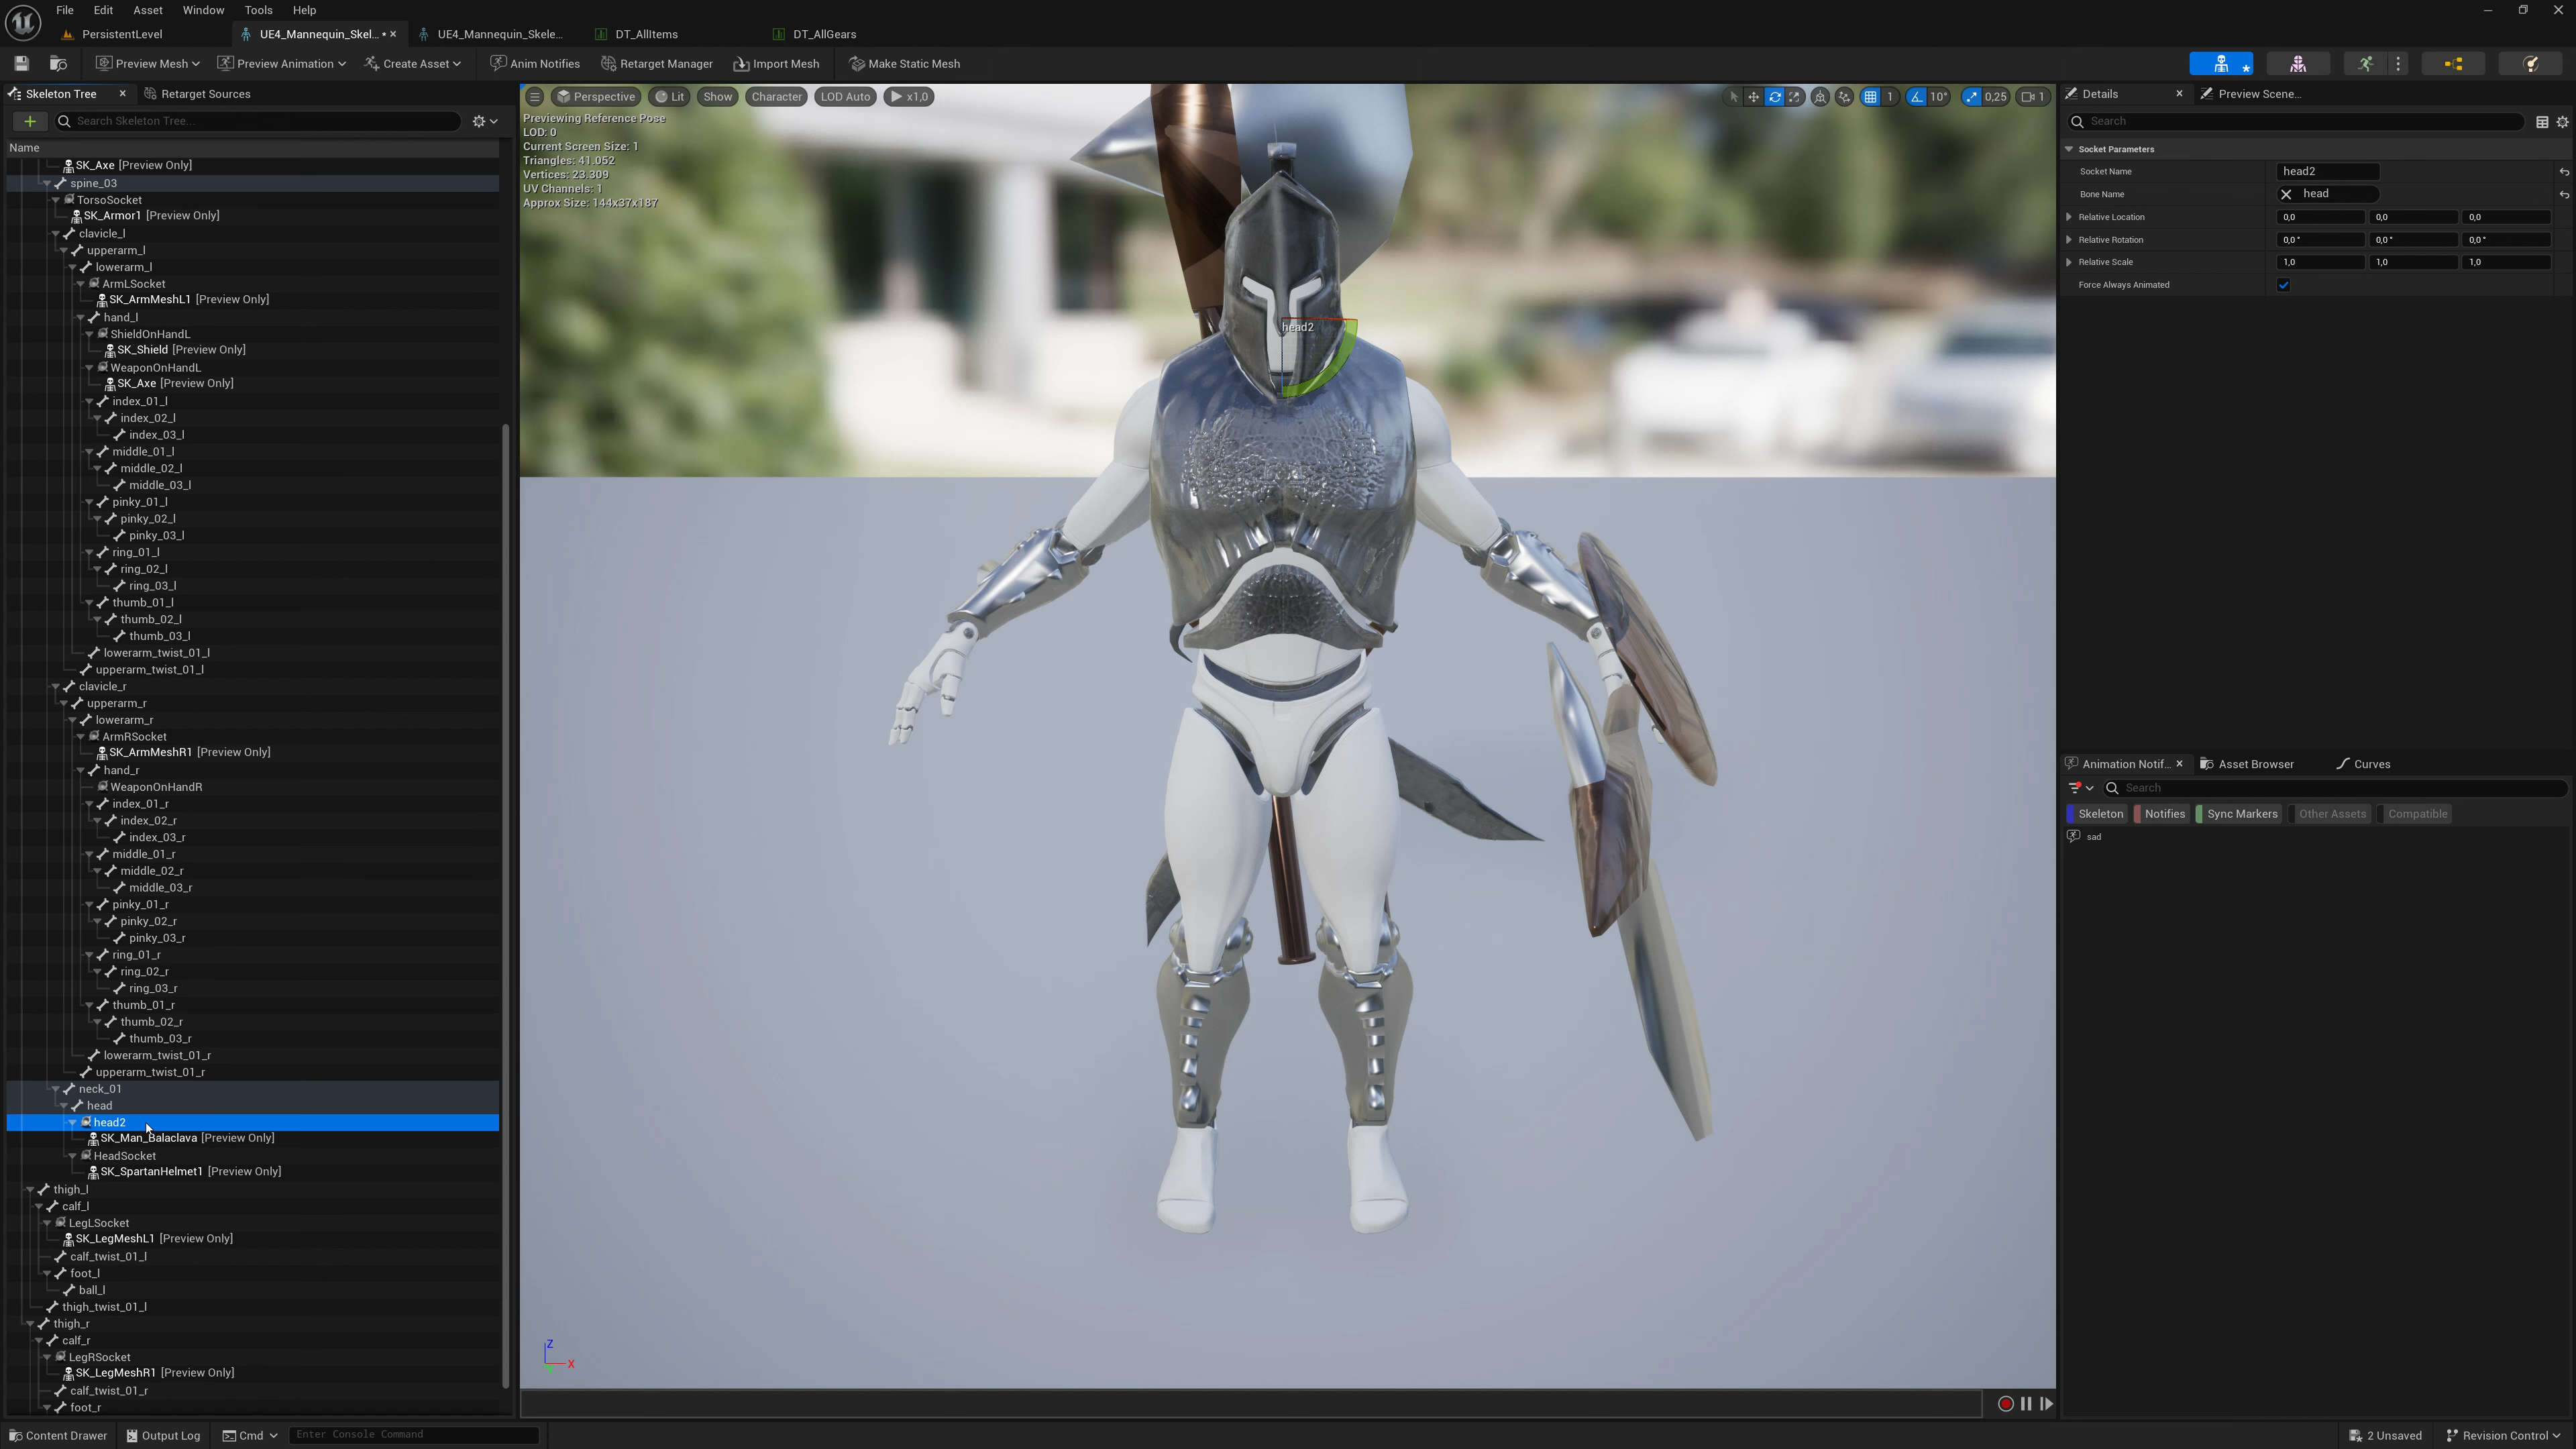 File Edit Asset Window Tools Help
PersistentLevel UE4_Mannequin_Skel... • × UE4_Mannequin_Skele... DT_AllItems DT_AllGears
Preview Mesh Preview Animation Create Asset Anim Notifies Retarget Manager Import Mesh Make Static Mesh
Skeleton Tree Retarget Sources
Search Skeleton Tree...
Name
SK_Axe [Preview Only]
spine_03
TorsoSocket
SK_Armor1 [Preview Only]
clavicle_l
upperarm_l
lowerarm_l
ArmLSocket
SK_ArmMeshL1 [Preview Only]
hand_l
ShieldOnHandL
SK_Shield [Preview Only]
WeaponOnHandL
SK_Axe [Preview Only]
index_01_l
index_02_l
index_03_l
middle_01_l
middle_02_l
middle_03_l
pinky_01_l
pinky_02_l
pinky_03_l
ring_01_l
ring_02_l
ring_03_l
thumb_01_l
thumb_02_l
thumb_03_l
lowerarm_twist_01_l
upperarm_twist_01_l
clavicle_r
upperarm_r
lowerarm_r
ArmRSocket
SK_ArmMeshR1 [Preview Only]
hand_r
WeaponOnHandR
index_01_r
index_02_r
index_03_r
middle_01_r
middle_02_r
middle_03_r
pinky_01_r
pinky_02_r
pinky_03_r
ring_01_r
ring_02_r
ring_03_r
thumb_01_r
thumb_02_r
thumb_03_r
lowerarm_twist_01_r
upperarm_twist_01_r
neck_01
head
head2
SK_Man_Balaclava [Preview Only]
HeadSocket
SK_SpartanHelmet1 [Preview Only]
thigh_l
calf_l
LegLSocket
SK_LegMeshL1 [Preview Only]
calf_twist_01_l
foot_l
ball_l
thigh_twist_01_l
thigh_r
calf_r
LegRSocket
SK_LegMeshR1 [Preview Only]
calf_twist_01_r
foot_r
Perspective Lit Show Character LOD Auto x1,0
1 10° 0,25 1
Previewing Reference Pose
LOD: 0
Current Screen Size: 1
Triangles: 41.052
Vertices: 23.309
UV Channels: 1
Approx Size: 144x37x187
head2
Z
X
Details Preview Scene...
Search
Socket Parameters
Socket Name head2
Bone Name head
Relative Location 0,0 0,0 0,0
Relative Rotation 0,0 ° 0,0 ° 0,0 °
Relative Scale 1,0 1,0 1,0
Force Always Animated
Animation Notif... Asset Browser Curves
Search
Skeleton Notifies Sync Markers Other Assets Compatible
sad
Content Drawer Output Log Cmd Enter Console Command 2 Unsaved Revision Control